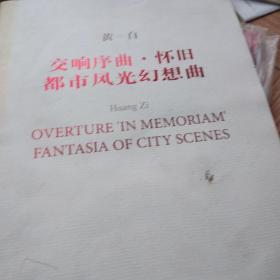 黄 自
交响序曲·怀旧
都市风光幻想曲
Huang Zi
OVERTURE 'IN MEMORIAM'
FANTASIA OF CITY SCENES